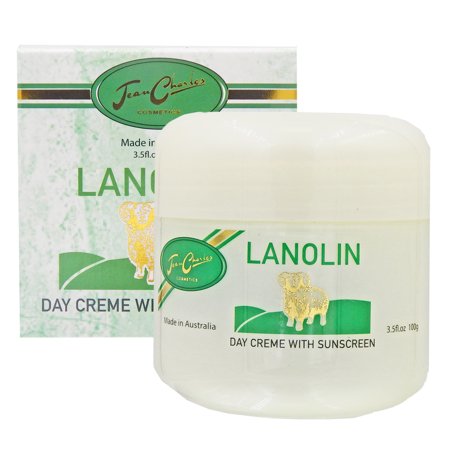 Jean Charles
COSMETICS
Made in
3.5fl.o
LANOLI
DAY CREME WITH
Jean Charles
COSMETICS
LANOLIN
Made in Australia
3.5fl.oz 100g
DAY CREME WITH SUNSCREEN